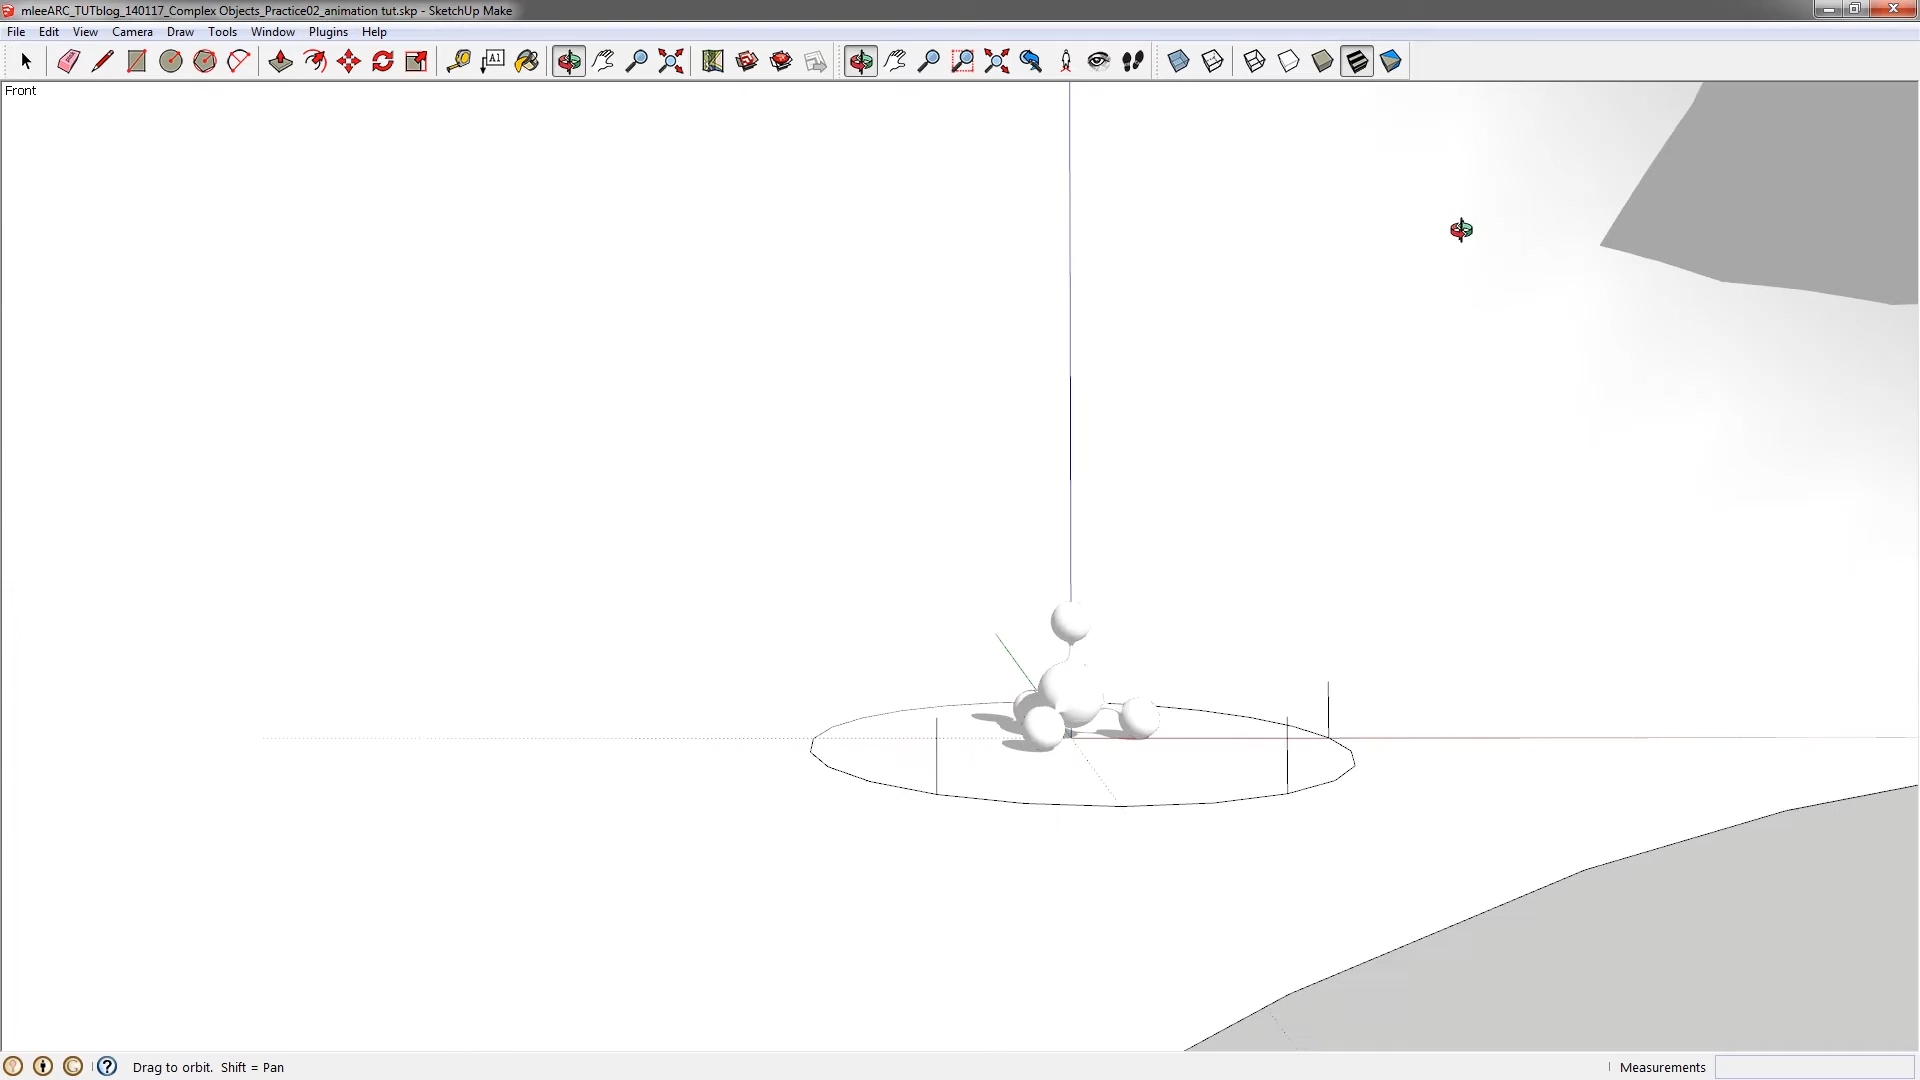 mleeARC_TUTblog_140117_Complex Objects_Practice02_animation tut.skp - SketchUp Make
File Edit View Camera Draw Tools Window Plugins Help
A1
Front
Drag to orbit. Shift = Pan
Measurements